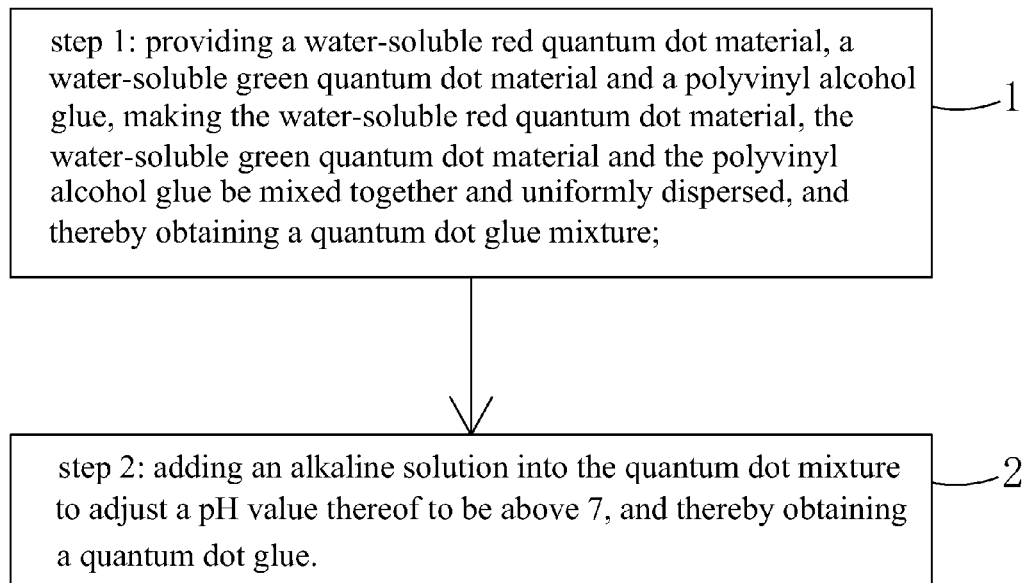 step 1: providing a water-soluble red quantum dot material, a
water-soluble green quantum dot material and a polyvinyl alcohol
glue, making the water-soluble red quantum dot material, the
water-soluble green quantum dot material and the polyvinyl
alcohol glue be mixed together and uniformly dispersed, and
thereby obtaining a quantum dot glue mixture;
1
step 2: adding an alkaline solution into the quantum dot mixture
to adjust a pH value thereof to be above 7, and thereby obtaining
a quantum dot glue.
2